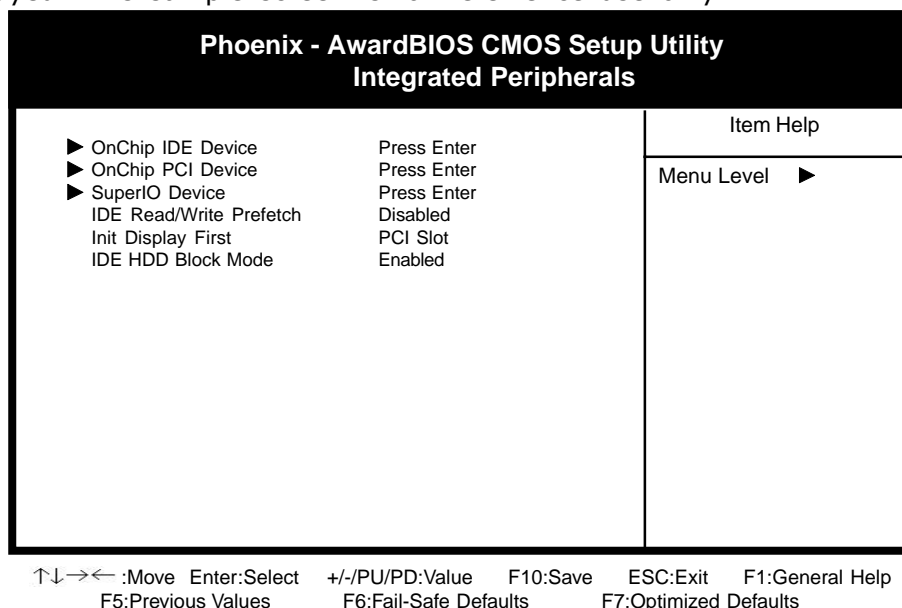 Phoenix - AwardBIOS CMOS Setup Utility
Integrated Peripherals
▶ OnChip IDE Device Press Enter
▶ OnChip PCI Device Press Enter
▶ SuperIO Device Press Enter
IDE Read/Write Prefetch Disabled
Init Display First PCI Slot
IDE HDD Block Mode Enabled
Item Help
Menu Level ▶
↑↓→← :Move Enter:Select +/-/PU/PD:Value F10:Save ESC:Exit F1:General Help
F5:Previous Values F6:Fail-Safe Defaults F7:Optimized Defaults